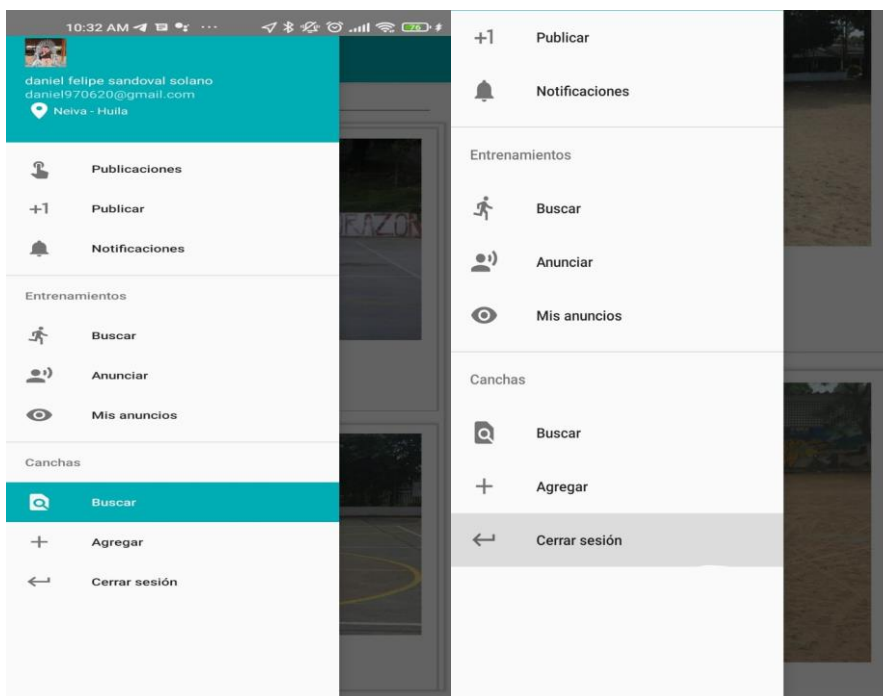 10:32 AM
76
daniel felipe sandoval solano
daniel970620@gmail.com
Neiva - Huila
Publicaciones
+1 Publicar
Notificaciones
Entrenamientos
Buscar
Anunciar
Mis anuncios
Canchas
Buscar
Agregar
Cerrar sesión
RAZON
+1 Publicar
Notificaciones
Entrenamientos
Buscar
Anunciar
Mis anuncios
Canchas
Buscar
Agregar
Cerrar sesión